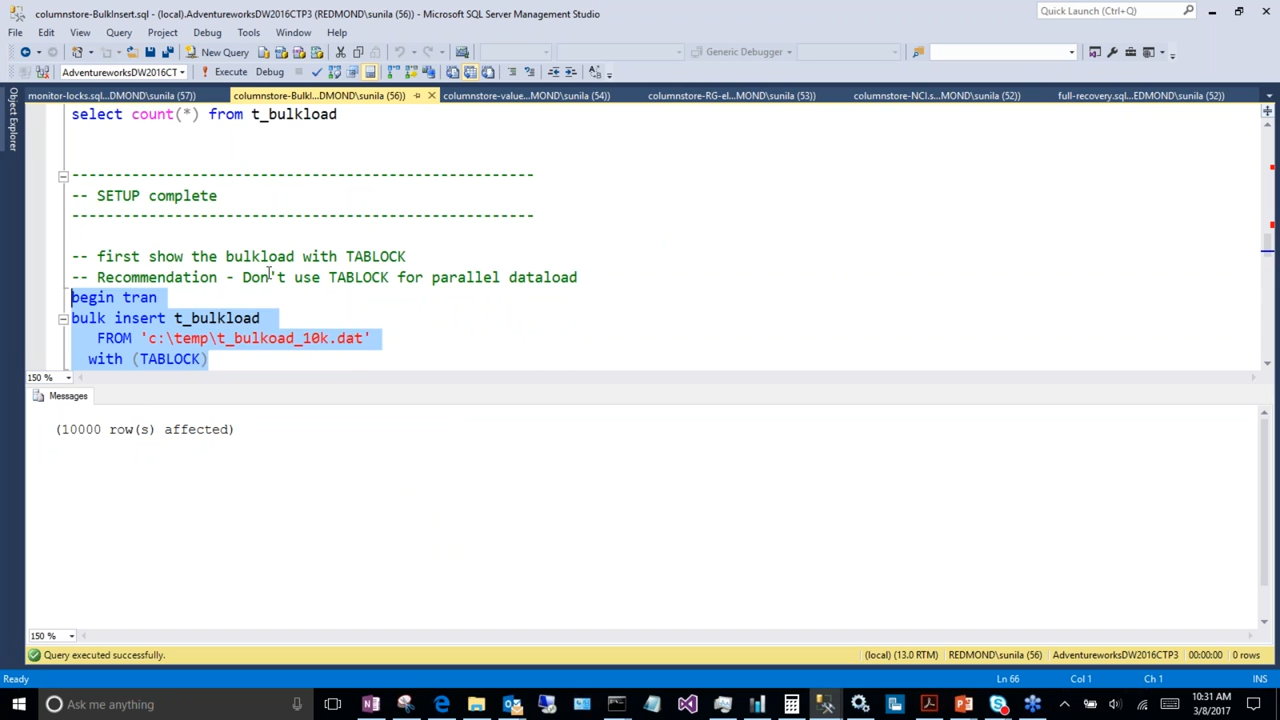 columnstore-BulkInsert.sql - (local).AdventureworksDW2016CTP3 (REDMOND\sunila (56)) - Microsoft SQL Server Management Studio
Quick Launch (Ctrl+Q)
File Edit View Query Project Debug Tools Window Help
New Query
Generic Debugger
AdventureworksDW2016CT
Execute Debug
monitor-locks.sql...DMOND\sunila (57))
columnstore-BulkI...DMOND\sunila (56))
columnstore-value...MOND\sunila (54))
columnstore-RG-el...MOND\sunila (53))
columnstore-NCI.s...MOND\sunila (52))
full-recovery.sql...EDMOND\sunila (52))
Object Explorer
select count(*) from t_bulkload
------------------------------------------------------
-- SETUP complete
------------------------------------------------------
-- first show the bulkload with TABLOCK
-- Recommendation - Don't use TABLOCK for parallel dataload
begin tran
bulk insert t_bulkload
FROM 'c:\temp\t_bulkoad_10k.dat'
with (TABLOCK)
150 %
Messages
(10000 row(s) affected)
150 %
Query executed successfully.
(local) (13.0 RTM) REDMOND\sunila (56) AdventureworksDW2016CTP3 00:00:00 0 rows
Ready
Ln 66 Col 1 Ch 1 INS
Ask me anything
10:31 AM
3/8/2017